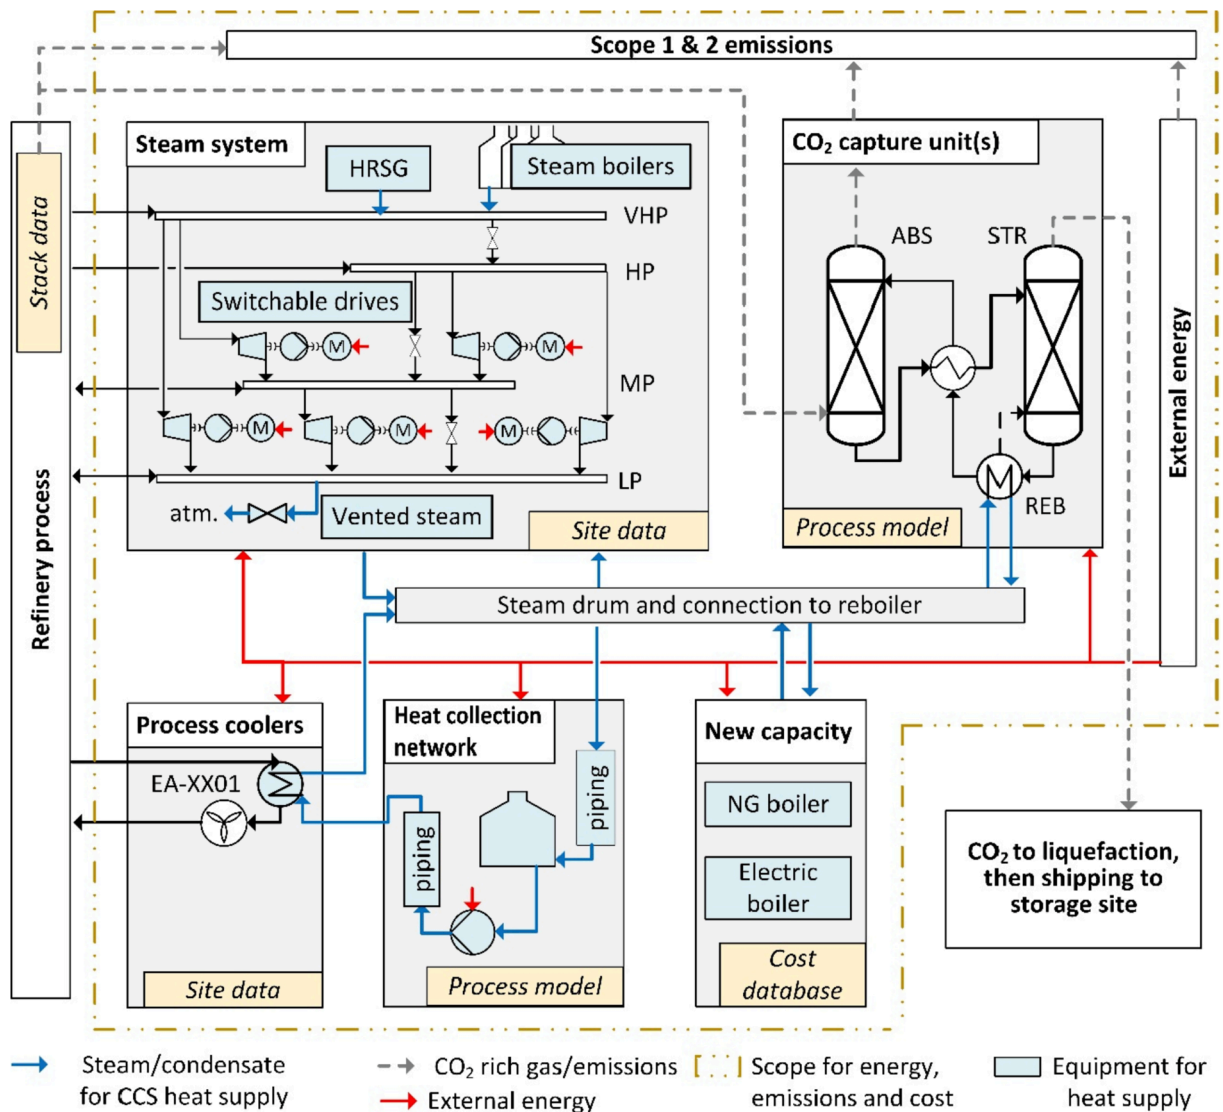 Scope 1 & 2 emissions
Refinery process
Stack data
Steam system
HRSG
Steam boilers
VHP
HP
Switchable drives
M
M
MP
M
M
M
LP
atm.
Vented steam
Site data
CO₂ capture unit(s)
ABS
STR
REB
Process model
External energy
Steam drum and connection to reboiler
Process coolers
EA-XX01
Site data
Heat collection
network
piping
piping
Process model
New capacity
NG boiler
Electric
boiler
Cost
database
CO₂ to liquefaction,
then shipping to
storage site
Steam/condensate
for CCS heat supply
CO₂ rich gas/emissions
External energy
Scope for energy,
emissions and cost
Equipment for
heat supply